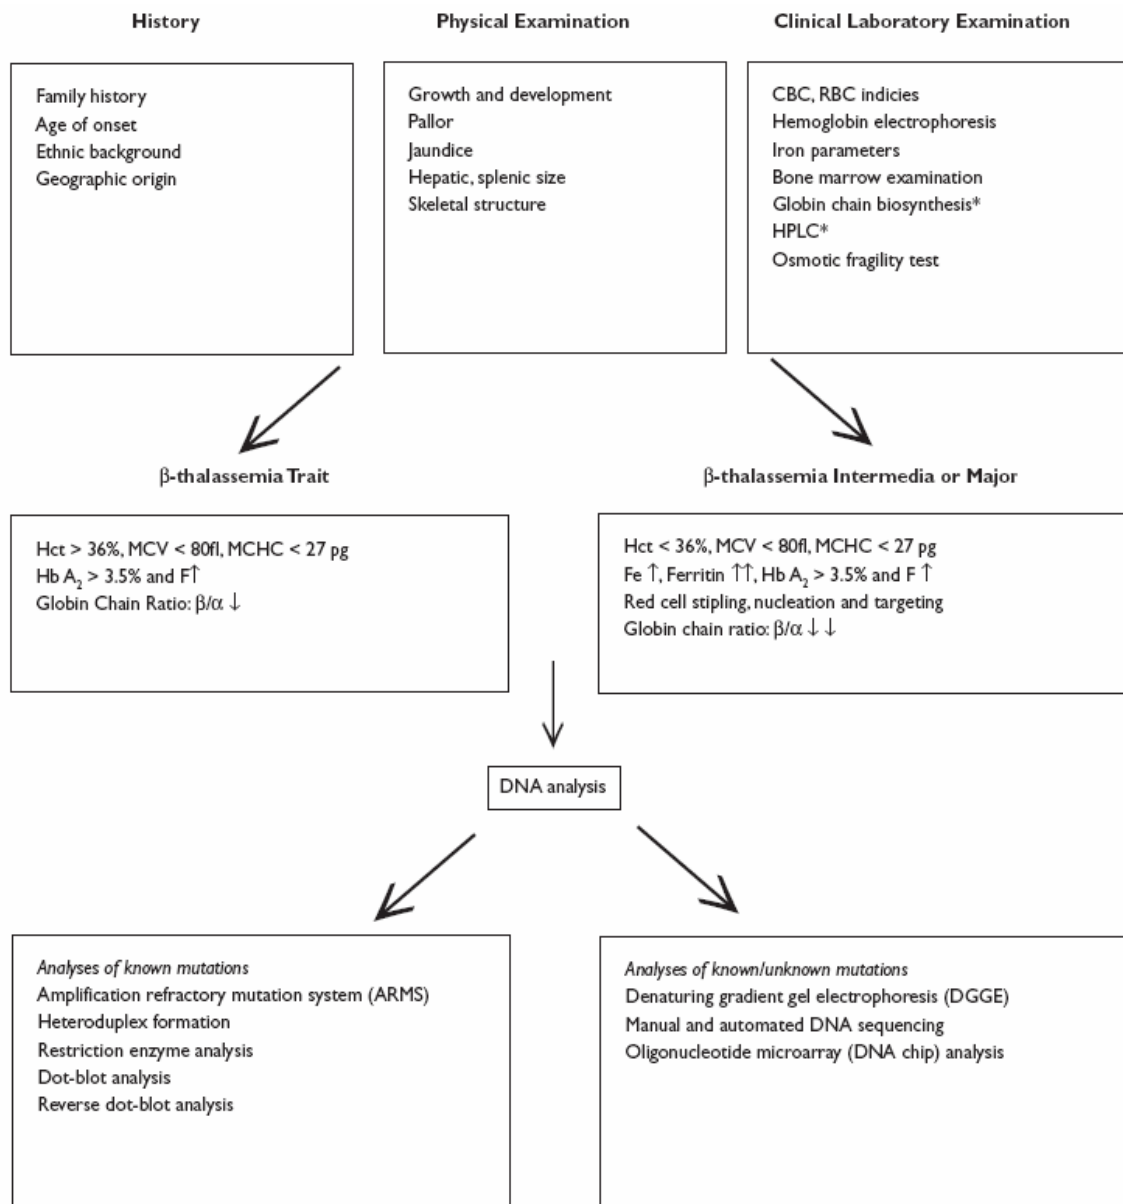 History
Family history
Age of onset
Ethnic background
Geographic origin
Physical Examination
Growth and development
Pallor
Jaundice
Hepatic, splenic size
Skeletal structure
Clinical Laboratory Examination
CBC, RBC indicies
Hemoglobin electrophoresis
Iron parameters
Bone marrow examination
Globin chain biosynthesis*
HPLC*
Osmotic fragility test
β-thalassemia Trait
Hct > 36%, MCV < 80fl, MCHC < 27 pg
Hb A₂ > 3.5% and F↑
Globin Chain Ratio: β/α ↓
β-thalassemia Intermedia or Major
Hct < 36%, MCV < 80fl, MCHC < 27 pg
Fe ↑, Ferritin ↑↑, Hb A₂ > 3.5% and F ↑
Red cell stipling, nucleation and targeting
Globin chain ratio: β/α ↓ ↓
DNA analysis
Analyses of known mutations
Amplification refractory mutation system (ARMS)
Heteroduplex formation
Restriction enzyme analysis
Dot-blot analysis
Reverse dot-blot analysis
Analyses of known/unknown mutations
Denaturing gradient gel electrophoresis (DGGE)
Manual and automated DNA sequencing
Oligonucleotide microarray (DNA chip) analysis